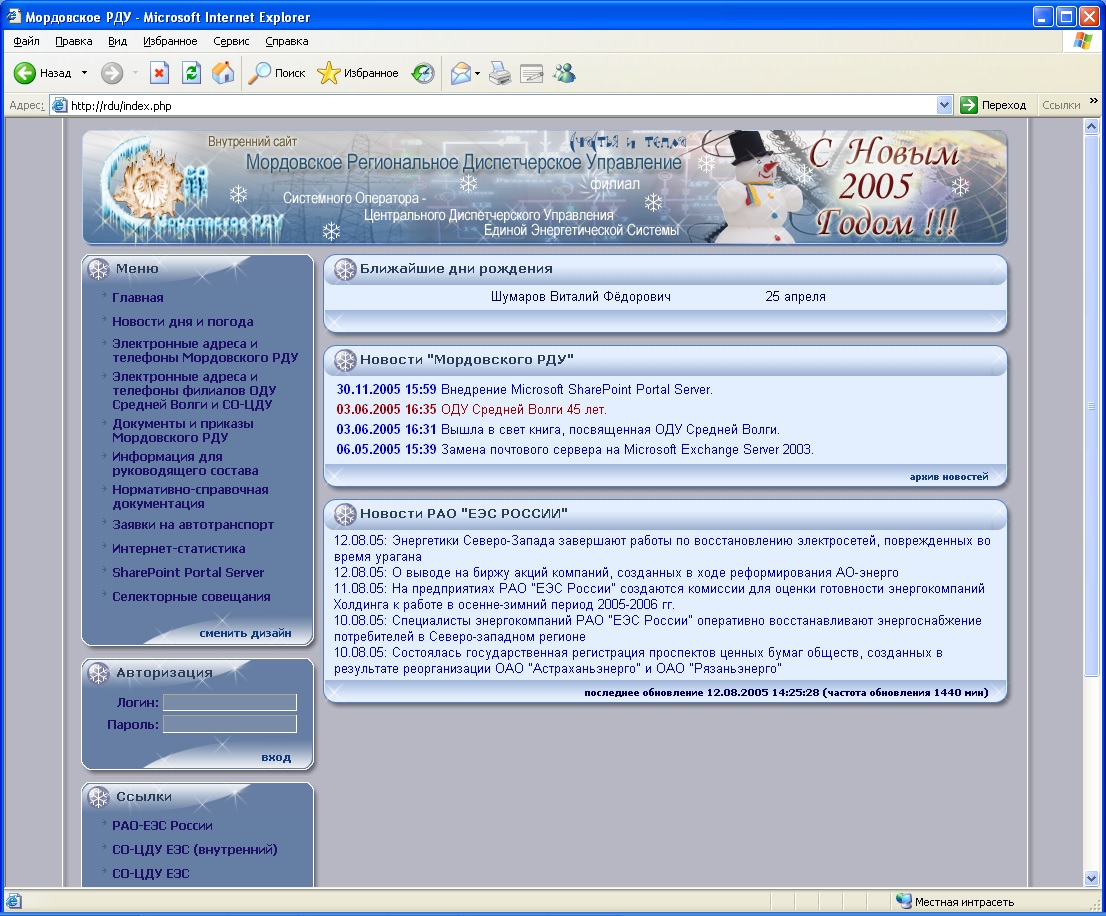 Мордовское РДУ - Microsoft Internet Explorer
Файл Правка Вид Избранное Сервис Справка
Назад Поиск Избранное
Адрес: http://rdu/index.php Переход Ссылки »
Внутренний сайт
Мордовское Региональное Диспетчерское Управление
филиал
Системного Оператора -
Центрального Диспетчерского Управления
Единой Энергетической Системы
Мордовское РДУ
С Новым
2005
Годом !!!
Меню
Главная
Новости дня и погода
Электронные адреса и
телефоны Мордовского РДУ
Электронные адреса и
телефоны филиалов ОДУ
Средней Волги и СО-ЦДУ
Документы и приказы
Мордовского РДУ
Информация для
руководящего состава
Нормативно-справочная
документация
Заявки на автотранспорт
Интернет-статистика
SharePoint Portal Server
Селекторные совещания
сменить дизайн
Авторизация
Логин:
Пароль:
вход
Ссылки
РАО-ЕЭС России
СО-ЦДУ ЕЭС (внутренний)
СО-ЦДУ ЕЭС
Ближайшие дни рождения
Шумаров Виталий Фёдорович 25 апреля
Новости "Мордовского РДУ"
30.11.2005 15:59 Внедрение Microsoft SharePoint Portal Server.
03.06.2005 16:35 ОДУ Средней Волги 45 лет.
03.06.2005 16:31 Вышла в свет книга, посвященная ОДУ Средней Волги.
06.05.2005 15:39 Замена почтового сервера на Microsoft Exchange Server 2003.
архив новостей
Новости РАО "ЕЭС РОССИИ"
12.08.05: Энергетики Северо-Запада завершают работы по восстановлению электросетей, поврежденных во
время урагана
12.08.05: О выводе на биржу акций компаний, созданных в ходе реформирования АО-энерго
11.08.05: На предприятиях РАО "ЕЭС России" создаются комиссии для оценки готовности энергокомпаний
Холдинга к работе в осенне-зимний период 2005-2006 гг.
10.08.05: Специалисты энергокомпаний РАО "ЕЭС России" оперативно восстанавливают энергоснабжение
потребителей в Северо-западном регионе
10.08.05: Состоялась государственная регистрация проспектов ценных бумаг обществ, созданных в
результате реорганизации ОАО "Астраханьэнерго" и ОАО "Рязаньэнерго"
последнее обновление 12.08.2005 14:25:28 (частота обновления 1440 мин)
Местная интрасеть